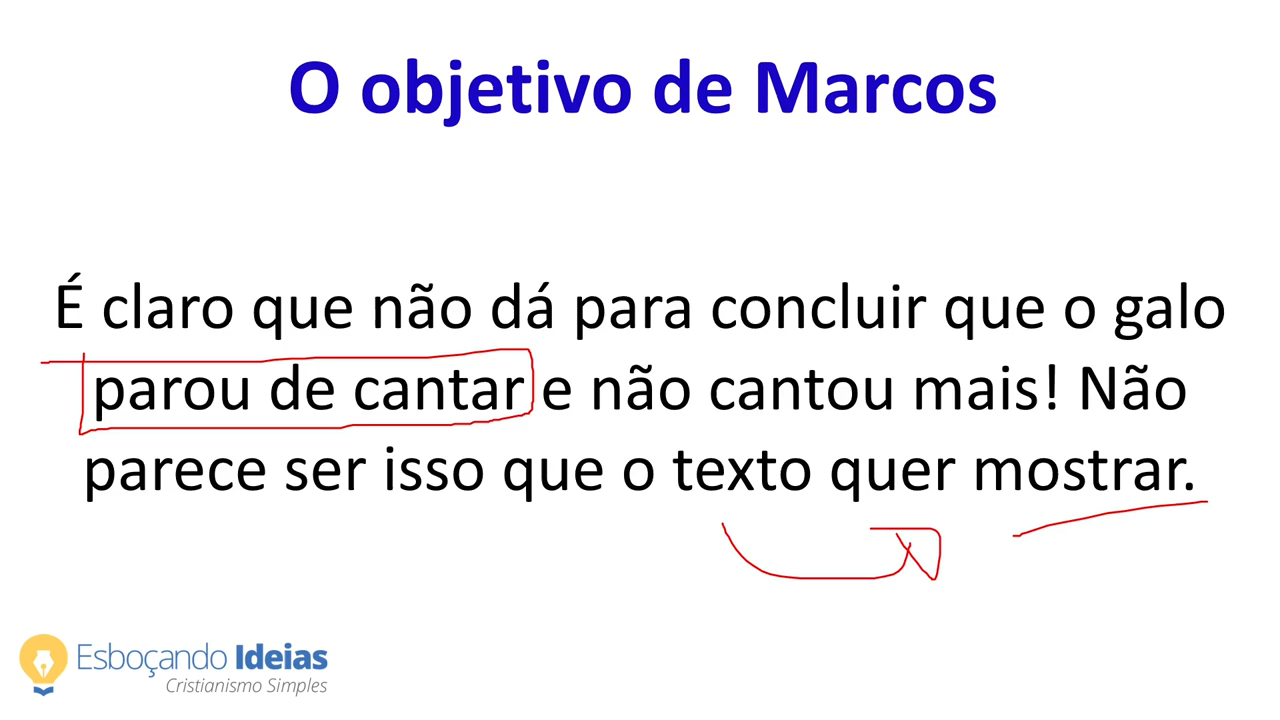 O objetivo de Marcos
É claro que não dá para concluir que o galo
parou de cantar e não cantou mais! Não
parece ser isso que o texto quer mostrar.
Esboçando Ideias
Cristianismo Simples